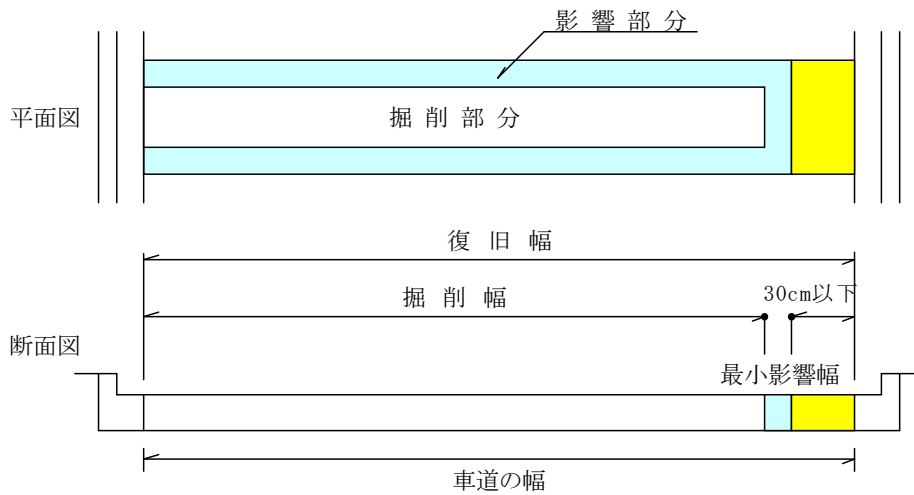 影響部分
平面図
掘削部分
復旧幅
掘削幅
30cm以下
断面図
最小影響幅
車道の幅